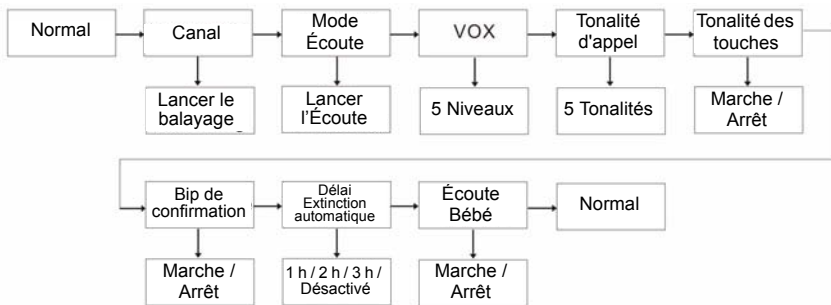 Normal
Canal
Mode
Écoute
VOX
Tonalité
d'appel
Tonalité des
touches
Lancer le
balayage
Lancer
l'Écoute
5 Niveaux
5 Tonalités
Marche /
Arrêt
Bip de
confirmation
Délai
Extinction
automatique
Écoute
Bébé
Normal
Marche /
Arrêt
1 h / 2 h / 3 h /
Désactivé
Marche /
Arrêt